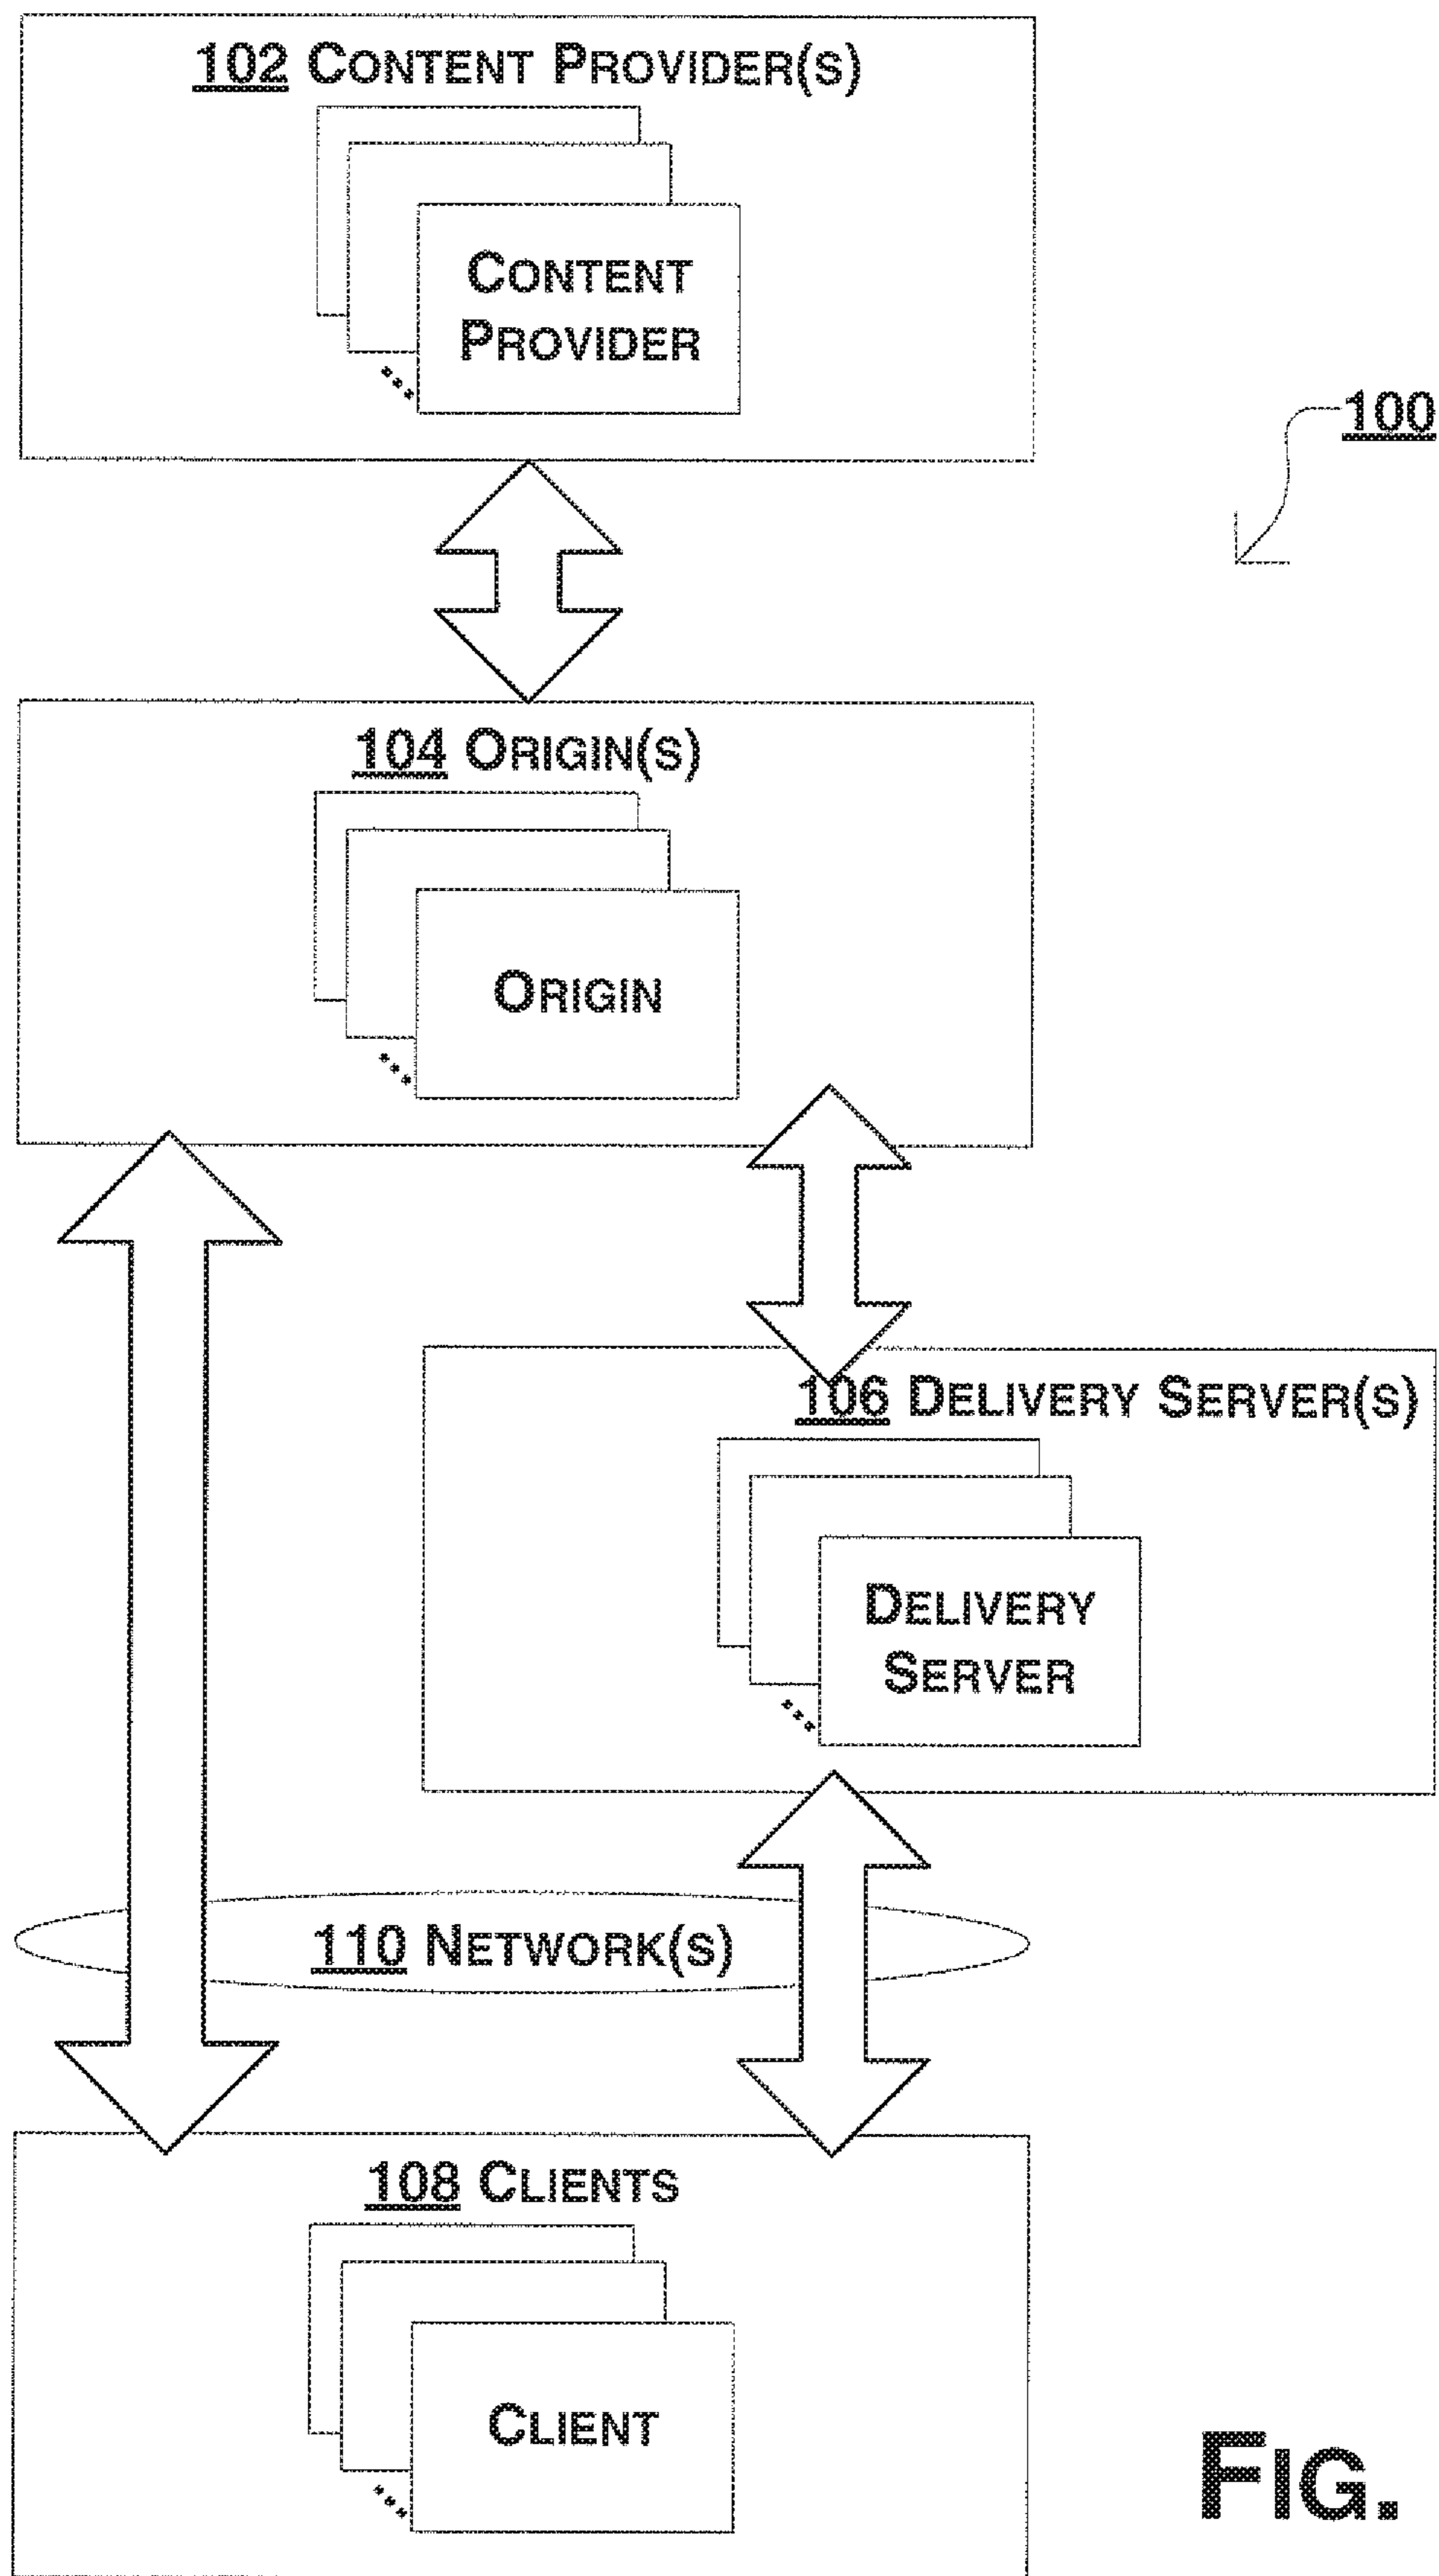 102 CONTENT PROVIDER(S)
CONTENT
PROVIDER
100
104 ORIGIN(S)
ORIGIN
106 DELIVERY SERVER(S)
DELIVERY
SERVER
110 NETWORK(S)
108 CLIENTS
CLIENT
FIG.